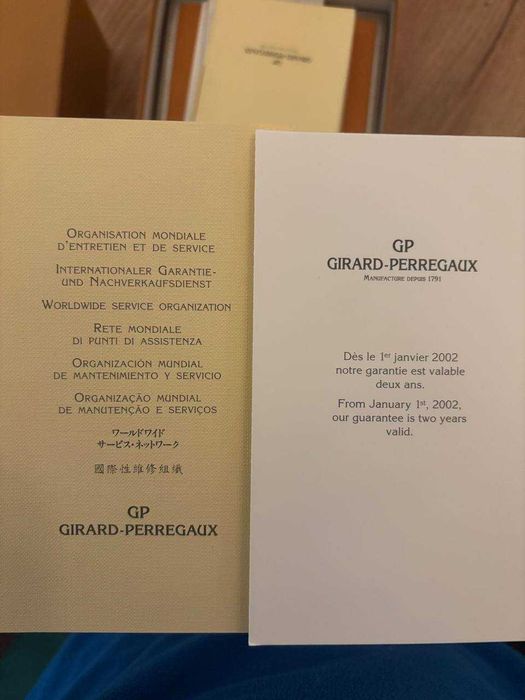 GIRARD-PERREGAUX
ORGANISATION MONDIALE
D'ENTRETIEN ET DE SERVICE
INTERNATIONALER GARANTIE-
UND NACHVERKAUFSDIENST
WORLDWIDE SERVICE ORGANIZATION
RETE MONDIALE
DI PUNTI DI ASSISTENZA
ORGANIZACIÓN MUNDIAL
DE MANTENIMIENTO Y SERVICIO
ORGANIZAÇÃO MUNDIAL
DE MANUTENÇÃO E SERVIÇOS
ワールドワイド
サービス・ネットワーク
國際性維修組織
GP
GIRARD-PERREGAUX
GP
GIRARD-PERREGAUX
MANUFACTURE DEPUIS 1791
Dès le 1er janvier 2002
notre garantie est valable
deux ans.
From January 1st, 2002,
our guarantee is two years
valid.